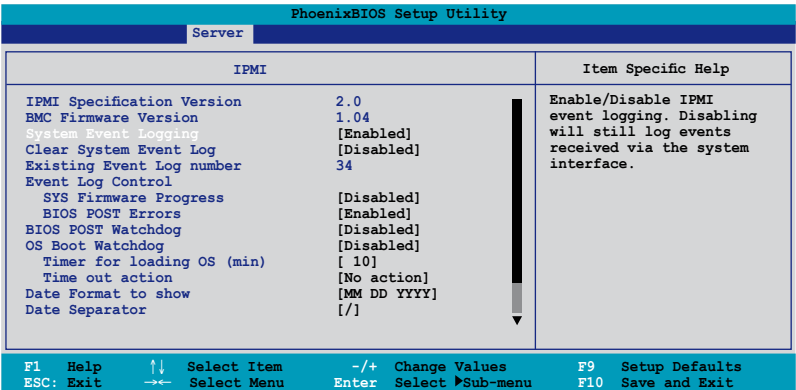 PhoenixBIOS Setup Utility
Server
IPMI
Item Specific Help
IPMI Specification Version 2.0
BMC Firmware Version 1.04
System Event Logging [Enabled]
Clear System Event Log [Disabled]
Existing Event Log number 34
Event Log Control
SYS Firmware Progress [Disabled]
BIOS POST Errors [Enabled]
BIOS POST Watchdog [Disabled]
OS Boot Watchdog [Disabled]
Timer for loading OS (min) [ 10]
Time out action [No action]
Date Format to show [MM DD YYYY]
Date Separator [/]
Enable/Disable IPMI
event logging. Disabling
will still log events
received via the system
interface.
F1 Help ↑↓ Select Item -/+ Change Values F9 Setup Defaults
ESC: Exit →← Select Menu Enter Select ▶Sub-menu F10 Save and Exit